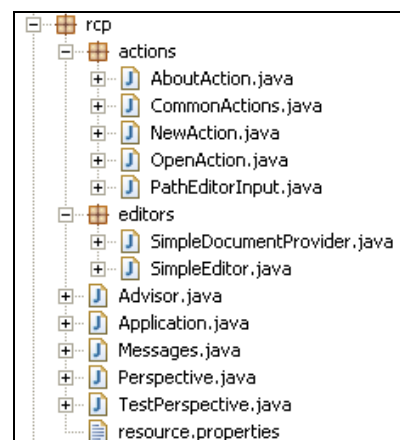 rcp
actions
AboutAction.java
CommonActions.java
NewAction.java
OpenAction.java
PathEditorInput.java
editors
SimpleDocumentProvider.java
SimpleEditor.java
Advisor.java
Application.java
Messages.java
Perspective.java
TestPerspective.java
resource.properties